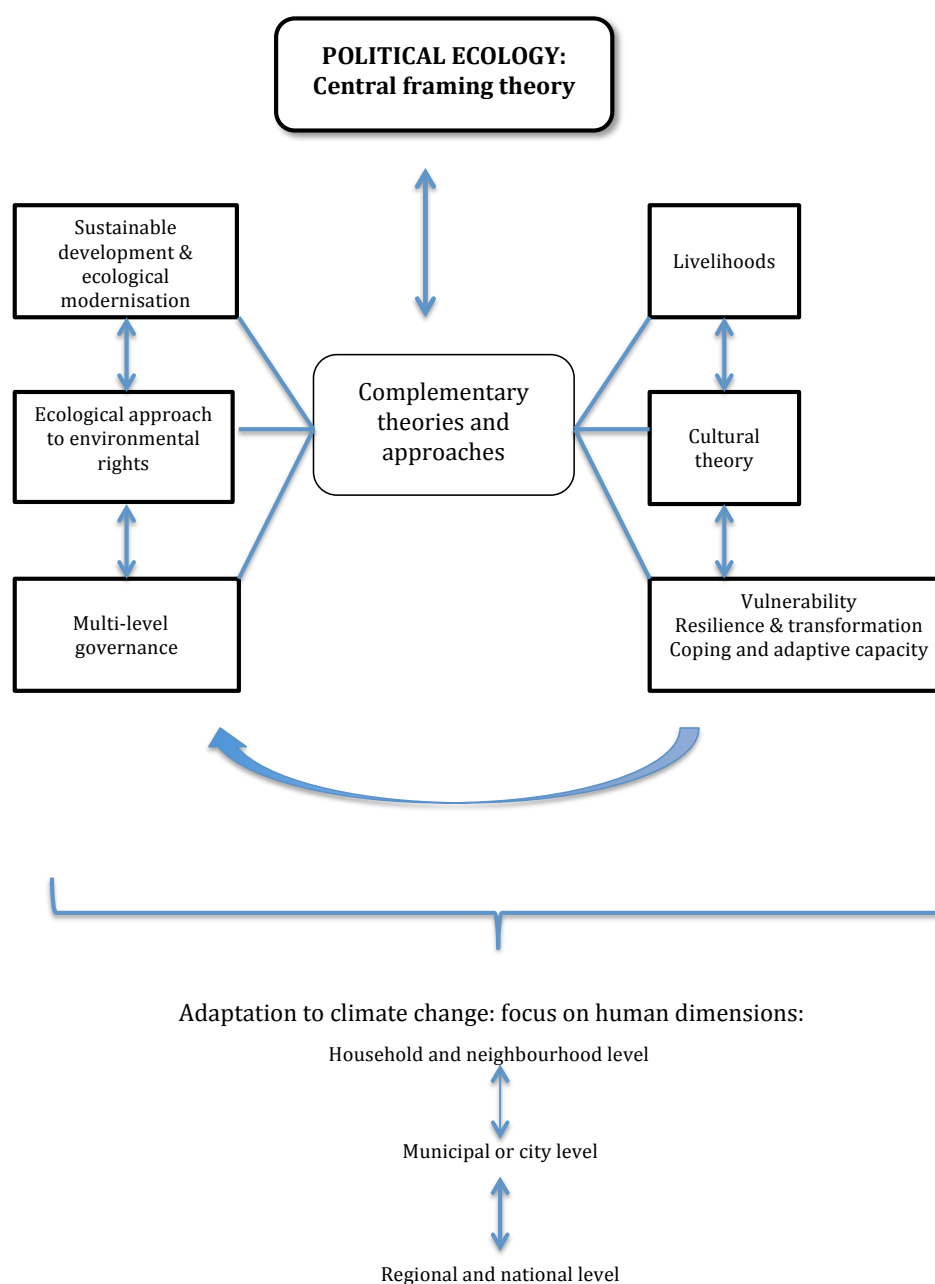 POLITICAL ECOLOGY:
Central framing theory
Sustainable
development &
ecological
modernisation
Livelihoods
Complementary
theories and
approaches
Ecological approach
to environmental
rights
Cultural
theory
Multi-level
governance
Vulnerability
Resilience & transformation
Coping and adaptive capacity
Adaptation to climate change: focus on human dimensions:
Household and neighbourhood level
Municipal or city level
Regional and national level